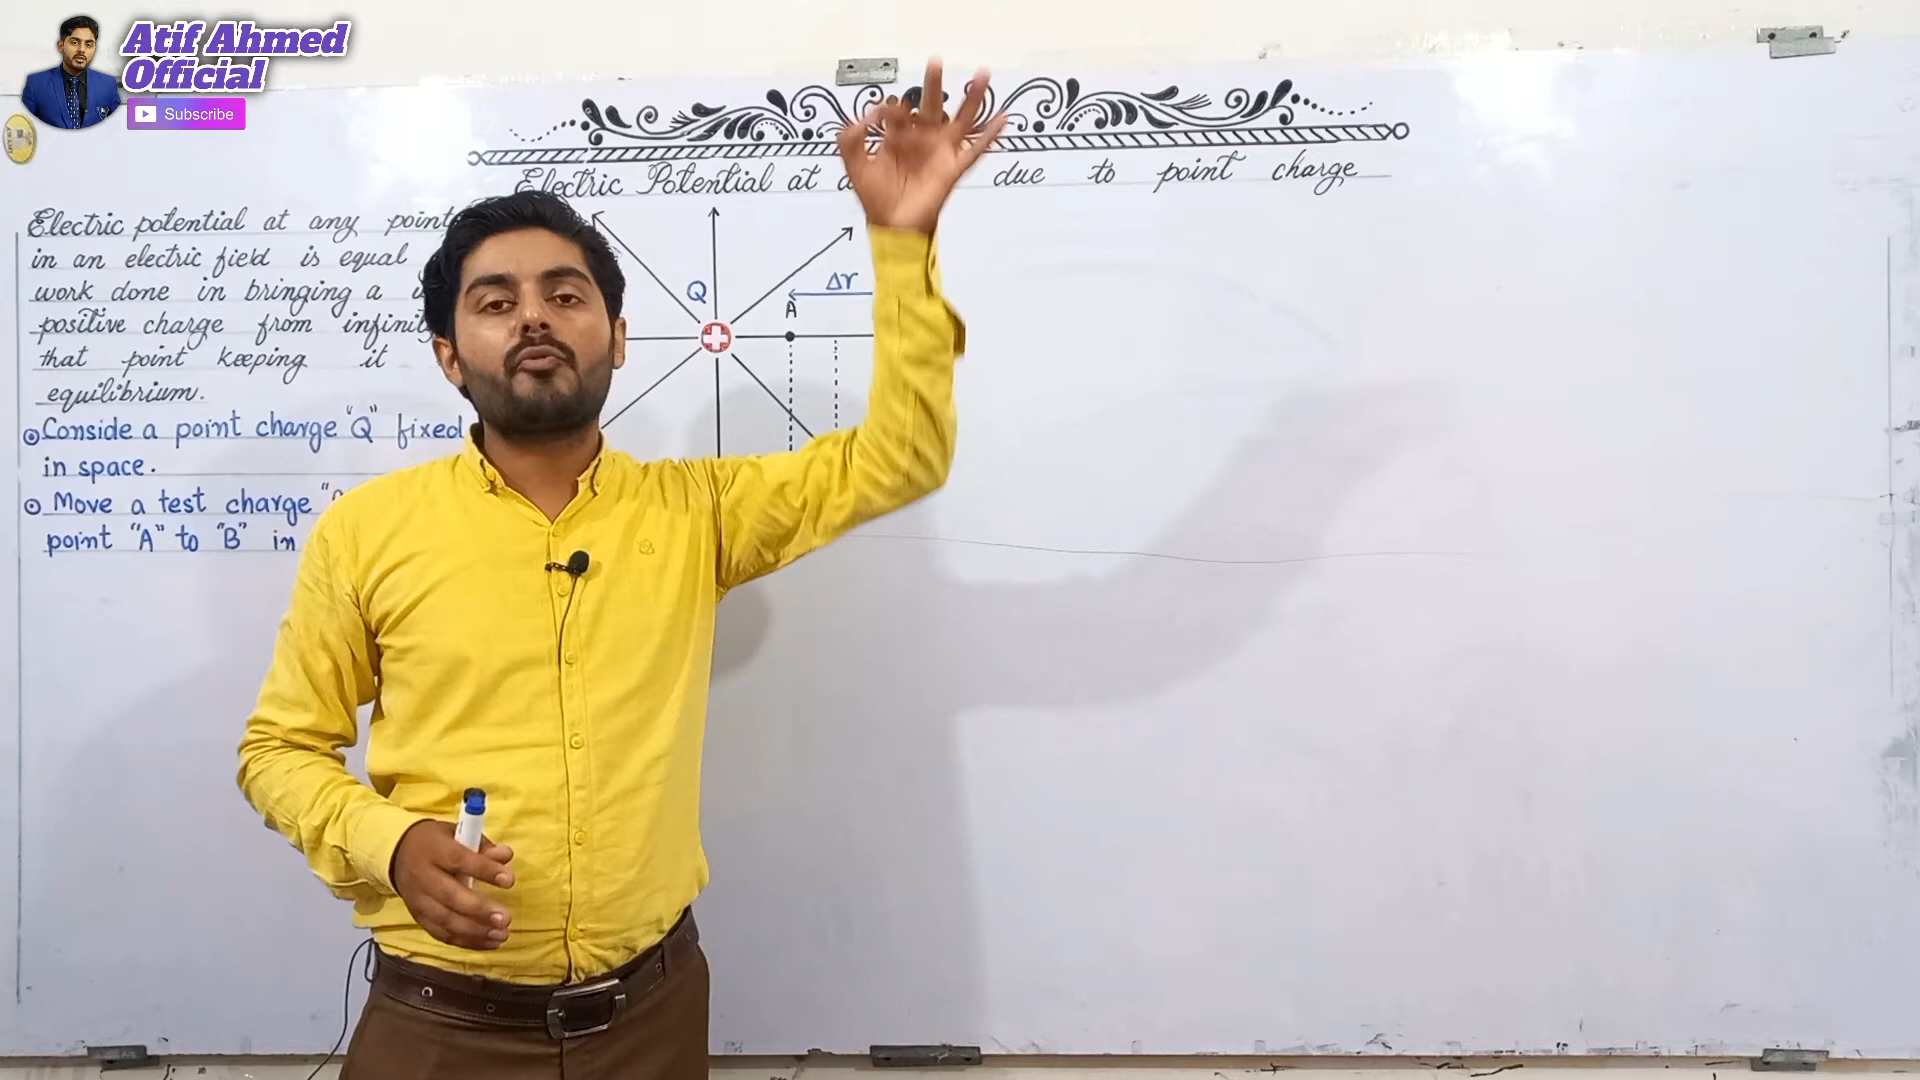 Atif Ahmed
Official
Subscribe
Electric Potential at due to point charge
Electric potential at any point
in an electric field is equal
work done in bringing a
positive charge from
that point keeping it
equilibrium.
Conside a point charge "Q" fixed
in space.
Move a test charge
point "A" to "B" in
Q
Δr
A